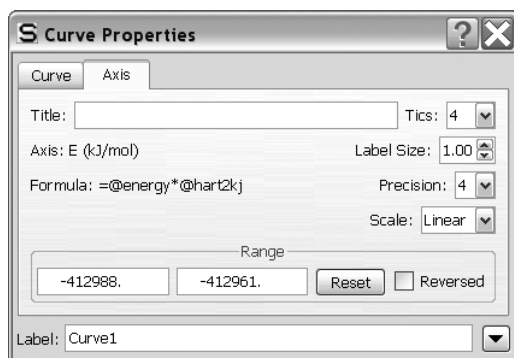 S Curve Properties ?
Curve Axis
Title: Tics: 4
Axis: E (kJ/mol) Label Size: 1.00
Formula: =@energy*@hart2kj Precision: 4
Scale: Linear
Range
-412988. -412961. Reset Reversed
Label: Curve1